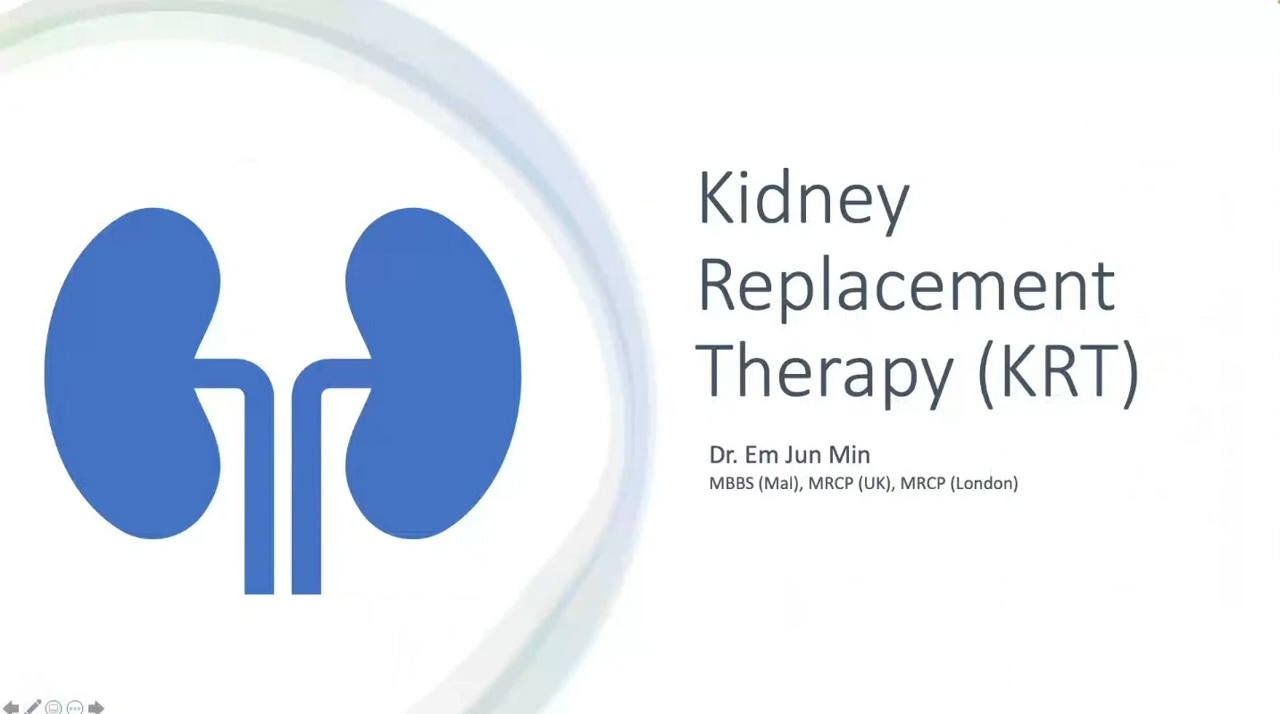 Kidney
Replacement
Therapy (KRT)
Dr. Em Jun Min
MBBS (Mal), MRCP (UK), MRCP (London)